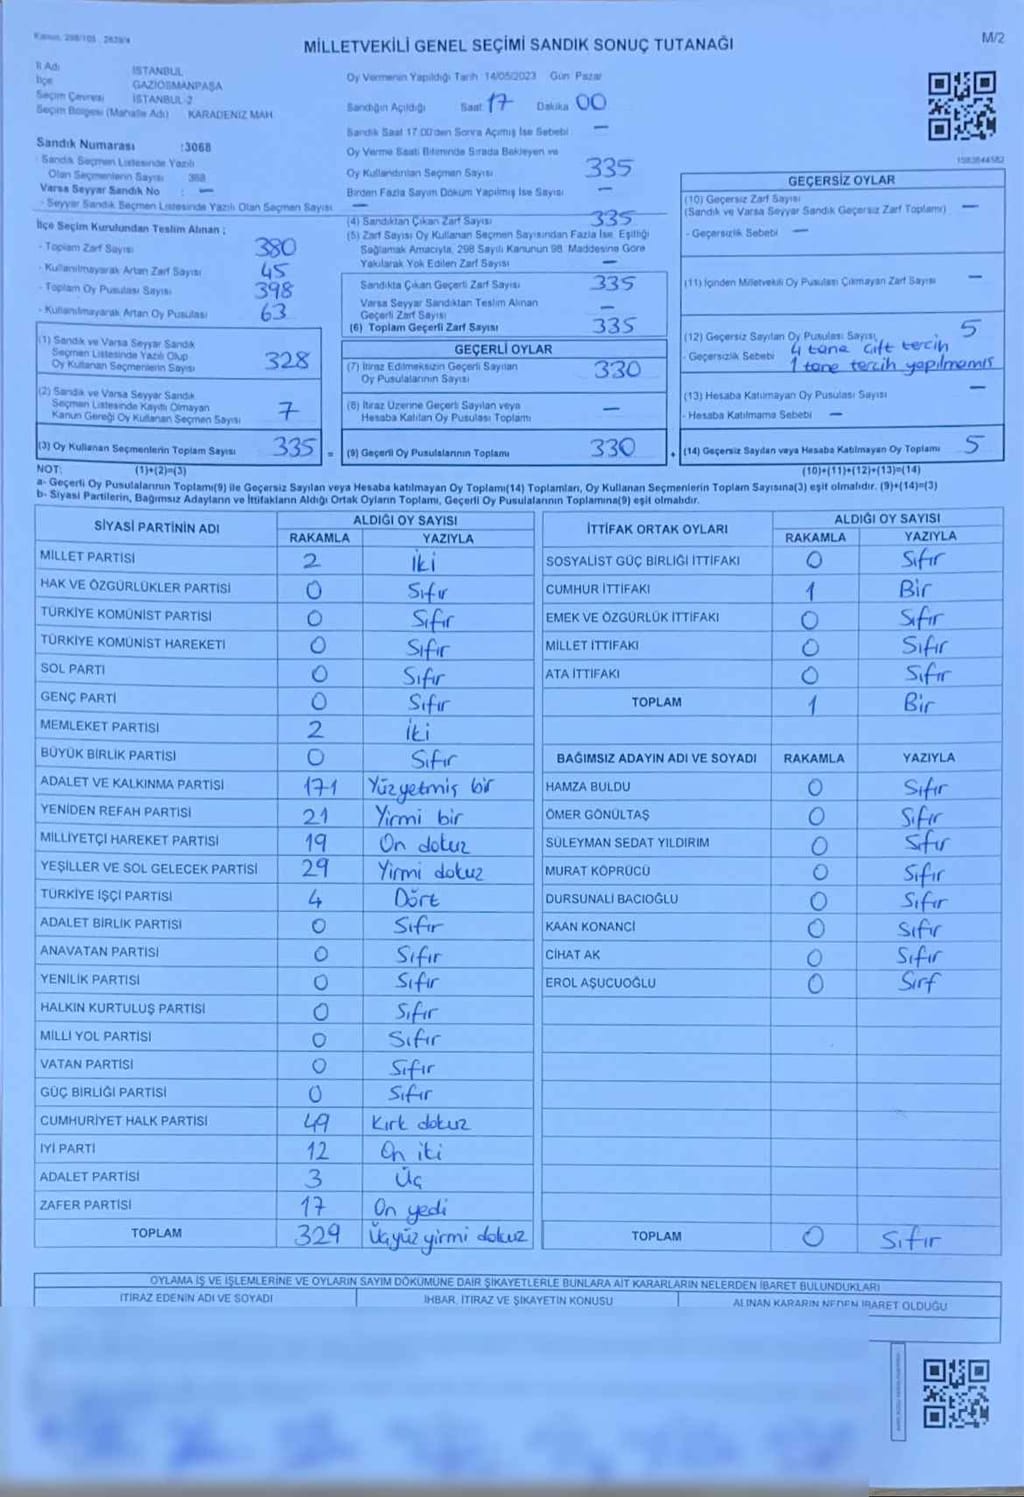 Kanun: 298/105 - 2839/4
M/2
MİLLETVEKİLİ GENEL SEÇİMİ SANDIK SONUÇ TUTANAĞI
İl Adı İSTANBUL
İlçe GAZİOSMANPAŞA
Seçim Çevresi İSTANBUL-2
Seçim Bölgesi (Mahalle Adı) KARADENİZ MAH.
Sandık Numarası :3068
- Sandık Seçmen Listesinde Yazılı
Olan Seçmenlerin Sayısı 368
Varsa Seyyar Sandık No : —
- Seyyar Sandık Seçmen Listesinde Yazılı Olan Seçmen Sayısı —
İlçe Seçim Kurulundan Teslim Alınan ;
- Toplam Zarf Sayısı 380
- Kullanılmayarak Artan Zarf Sayısı 45
- Toplam Oy Pusulası Sayısı 398
- Kullanılmayarak Artan Oy Pusulası 63
(1) Sandık ve Varsa Seyyar Sandık
Seçmen Listesinde Yazılı Olup
Oy Kullanan Seçmenlerin Sayısı 328
(2) Sandık ve Varsa Seyyar Sandık
Seçmen Listesinde Kayıtlı Olmayan
Kanun Gereği Oy Kullanan Seçmen Sayısı 7
(3) Oy Kullanan Seçmenlerin Toplam Sayısı 335 =
Oy Vermenin Yapıldığı Tarih 14/05/2023 Gün Pazar
Sandığın Açıldığı Saat 17 Dakika 00
Sandık Saat 17.00'den Sonra Açımış İse Sebebi —
Oy Verme Saati Bitiminde Sırada Bekleyen ve
Oy Kullandırılan Seçmen Sayısı 335
Birden Fazla Sayım Döküm Yapılmış İse Sayısı —
(4) Sandıktan Çıkan Zarf Sayısı 335
(5) Zarf Sayısı Oy Kullanan Seçmen Sayısından Fazla İse, Eşitliği
Sağlamak Amacıyla, 298 Sayılı Kanunun 98. Maddesine Göre
Yakılarak Yok Edilen Zarf Sayısı —
Sandıkta Çıkan Geçerli Zarf Sayısı 335
Varsa Seyyar Sandıktan Teslim Alınan
Geçerli Zarf Sayısı —
(6) Toplam Geçerli Zarf Sayısı 335
GEÇERLİ OYLAR
(7) İtiraz Edilmeksizin Geçerli Sayılan
Oy Pusulalarının Sayısı 330
(8) İtiraz Üzerine Geçerli Sayılan veya
Hesaba Katılan Oy Pusulası Toplamı —
(9) Geçerli Oy Pusulalarının Toplamı 330 +
1983644582
GEÇERSİZ OYLAR
(10) Geçersiz Zarf Sayısı
(Sandık ve Varsa Seyyar Sandık Geçersiz Zarf Toplamı) —
- Geçersizlik Sebebi —
(11) İçinden Milletvekili Oy Pusulası Çıkmayan Zarf Sayısı —
(12) Geçersiz Sayılan Oy Pusulası Sayısı 5
- Geçersizlik Sebebi 4 tane çift tercih
1 tane tercih yapılmamış
(13) Hesaba Katılmayan Oy Pusulası Sayısı —
- Hesaba Katılmama Sebebi —
(14) Geçersiz Sayılan veya Hesaba Katılmayan Oy Toplamı 5
NOT: (1)+(2)=(3) (10)+(11)+(12)+(13)=(14)
a- Geçerli Oy Pusulalarının Toplamı(9) ile Geçersiz Sayılan veya Hesaba katılmayan Oy Toplamı(14) Toplamları, Oy Kullanan Seçmenlerin Toplam Sayısına(3) eşit olmalıdır. (9)+(14)=(3)
b- Siyasi Partilerin, Bağımsız Adayların ve İttifakların Aldığı Ortak Oyların Toplamı, Geçerli Oy Pusulalarının Toplamına(9) eşit olmalıdır.
SİYASİ PARTİNİN ADI ALDIĞI OY SAYISI
RAKAMLA YAZIYLA
MİLLET PARTİSİ 2 İki
HAK VE ÖZGÜRLÜKLER PARTİSİ 0 Sıfır
TÜRKİYE KOMÜNİST PARTİSİ 0 Sıfır
TÜRKİYE KOMÜNİST HAREKETİ 0 Sıfır
SOL PARTİ 0 Sıfır
GENÇ PARTİ 0 Sıfır
MEMLEKET PARTİSİ 2 İki
BÜYÜK BİRLİK PARTİSİ 0 Sıfır
ADALET VE KALKINMA PARTİSİ 171 Yüzyetmiş bir
YENİDEN REFAH PARTİSİ 21 Yirmi bir
MİLLİYETÇİ HAREKET PARTİSİ 19 On dokuz
YEŞİLLER VE SOL GELECEK PARTİSİ 29 Yirmi dokuz
TÜRKİYE İŞÇİ PARTİSİ 4 Dört
ADALET BİRLİK PARTİSİ 0 Sıfır
ANAVATAN PARTİSİ 0 Sıfır
YENİLİK PARTİSİ 0 Sıfır
HALKIN KURTULUŞ PARTİSİ 0 Sıfır
MİLLİ YOL PARTİSİ 0 Sıfır
VATAN PARTİSİ 0 Sıfır
GÜÇ BİRLİĞİ PARTİSİ 0 Sıfır
CUMHURİYET HALK PARTİSİ 49 Kırk dokuz
İYİ PARTİ 12 On iki
ADALET PARTİSİ 3 Üç
ZAFER PARTİSİ 17 On yedi
TOPLAM 329 Üçyüz yirmi dokuz
İTTİFAK ORTAK OYLARI ALDIĞI OY SAYISI
RAKAMLA YAZIYLA
SOSYALİST GÜÇ BİRLİĞİ İTTİFAKI 0 Sıfır
CUMHUR İTTİFAKI 1 Bir
EMEK VE ÖZGÜRLÜK İTTİFAKI 0 Sıfır
MİLLET İTTİFAKI 0 Sıfır
ATA İTTİFAKI 0 Sıfır
TOPLAM 1 Bir
BAĞIMSIZ ADAYIN ADI VE SOYADI RAKAMLA YAZIYLA
HAMZA BULDU 0 Sıfır
ÖMER GÖNÜLTAŞ 0 Sıfır
SÜLEYMAN SEDAT YILDIRIM 0 Sıfır
MURAT KÖPRÜCÜ 0 Sıfır
DURSUNALİ BACIOĞLU 0 Sıfır
KAAN KONANCİ 0 Sıfır
CİHAT AK 0 Sıfır
EROL AŞUCUOĞLU 0 Sırf
TOPLAM 0 Sıfır
OYLAMA İŞ VE İŞLEMLERİNE VE OYLARIN SAYIM DÖKÜMÜNE DAİR ŞİKAYETLERLE BUNLARA AİT KARARLARIN NELERDEN İBARET BULUNDUKLARI
İTİRAZ EDENİN ADI VE SOYADI İHBAR, İTİRAZ VE ŞİKAYETİN KONUSU ALINAN KARARIN NEDEN İBARET OLDUĞU